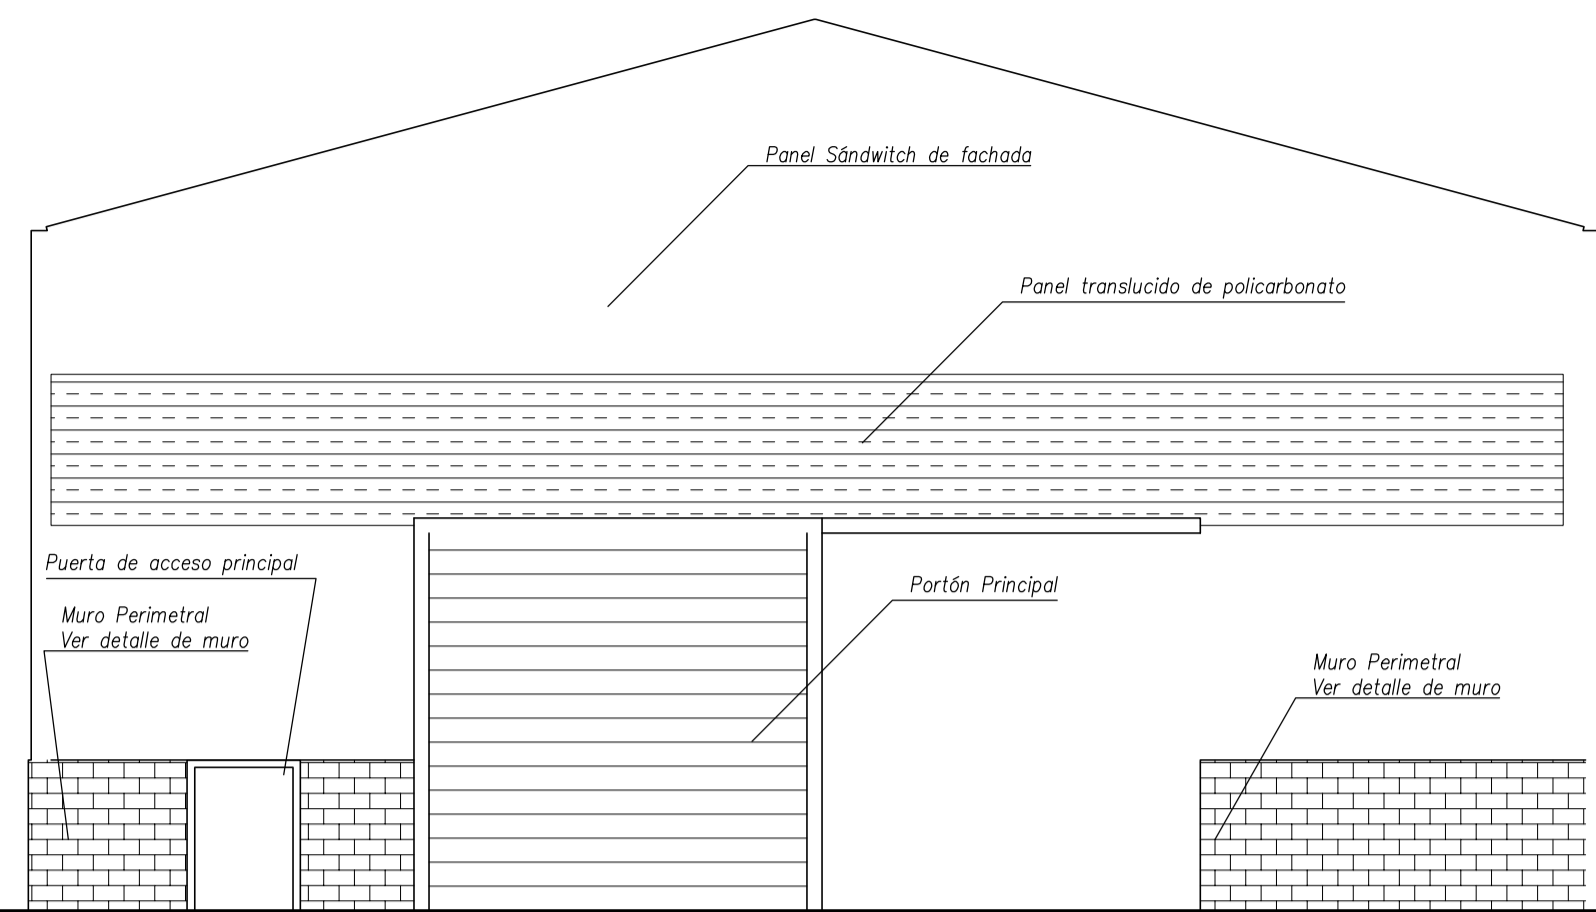 Panel Sándwitch de fachada
Panel translucido de policarbonato
Puerta de acceso principal
Portón Principal
Muro Perimetral
Ver detalle de muro
Muro Perimetral
Ver detalle de muro